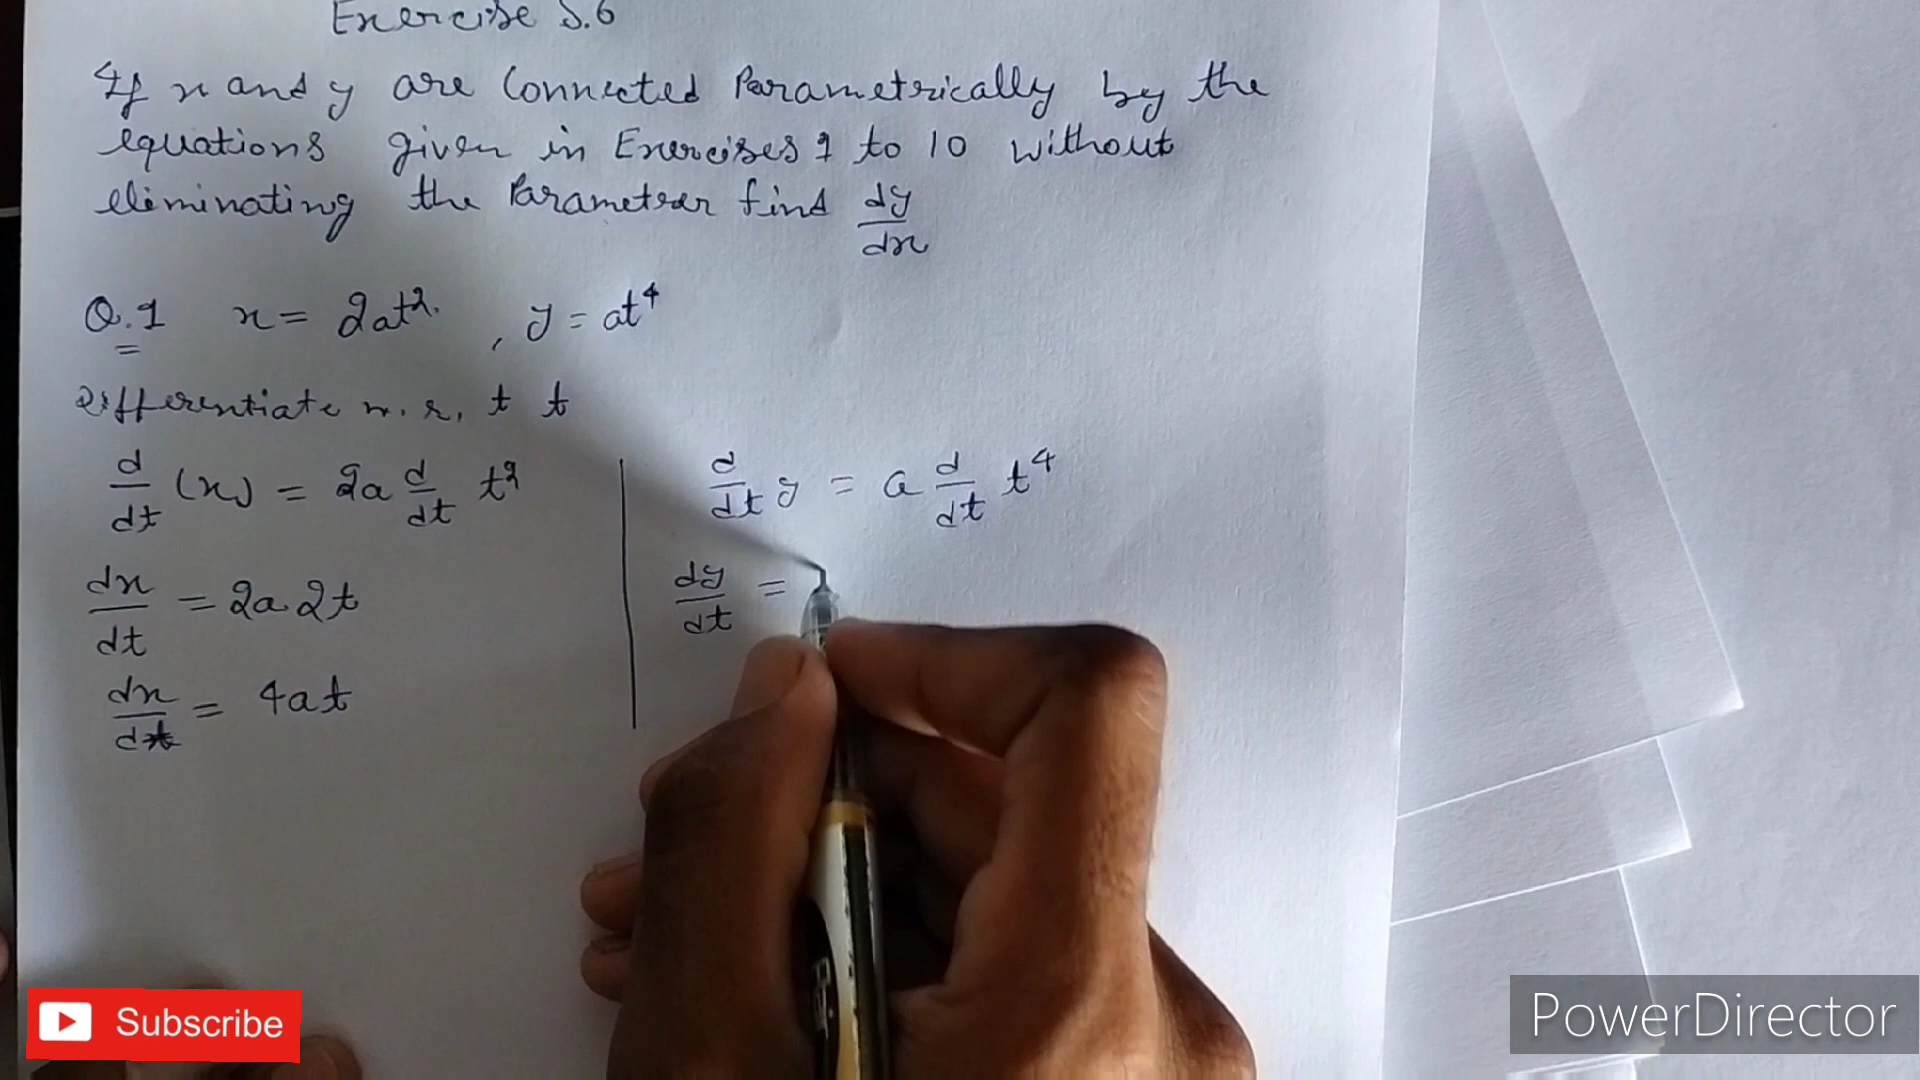 Exercise 5.6
If x and y are Connected Parametrically by the
equations given in Exercises 1 to 10 without
eliminating the Parameter find dy/dx
Q.1 x = 2at², y = at⁴
Differentiate w.r.t t
d/dt (x) = 2a d/dt t²
dx/dt = 2a.2t
dx/dt = 4at
d/dt y = a d/dt t⁴
dy/dt =
Subscribe
PowerDirector